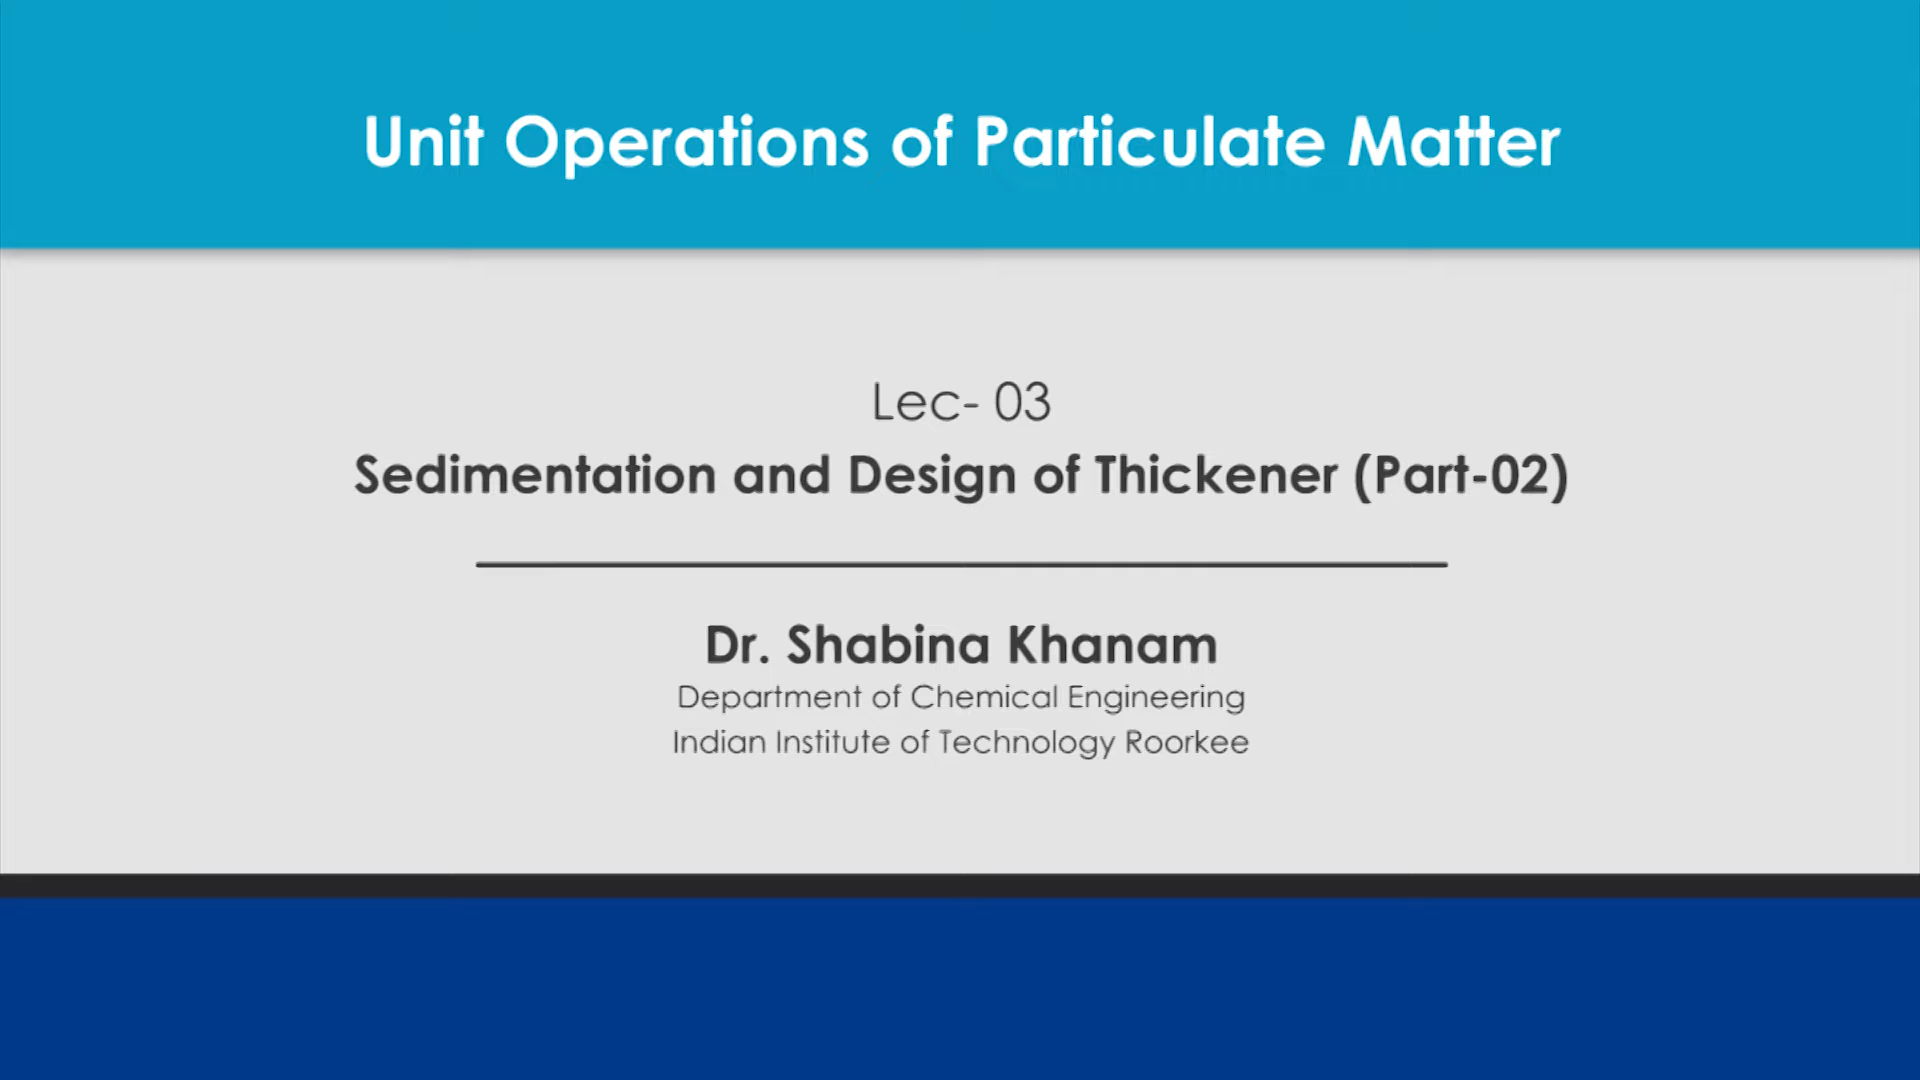 Unit Operations of Particulate Matter
Lec- 03
Sedimentation and Design of Thickener (Part-02)
Dr. Shabina Khanam
Department of Chemical Engineering
Indian Institute of Technology Roorkee